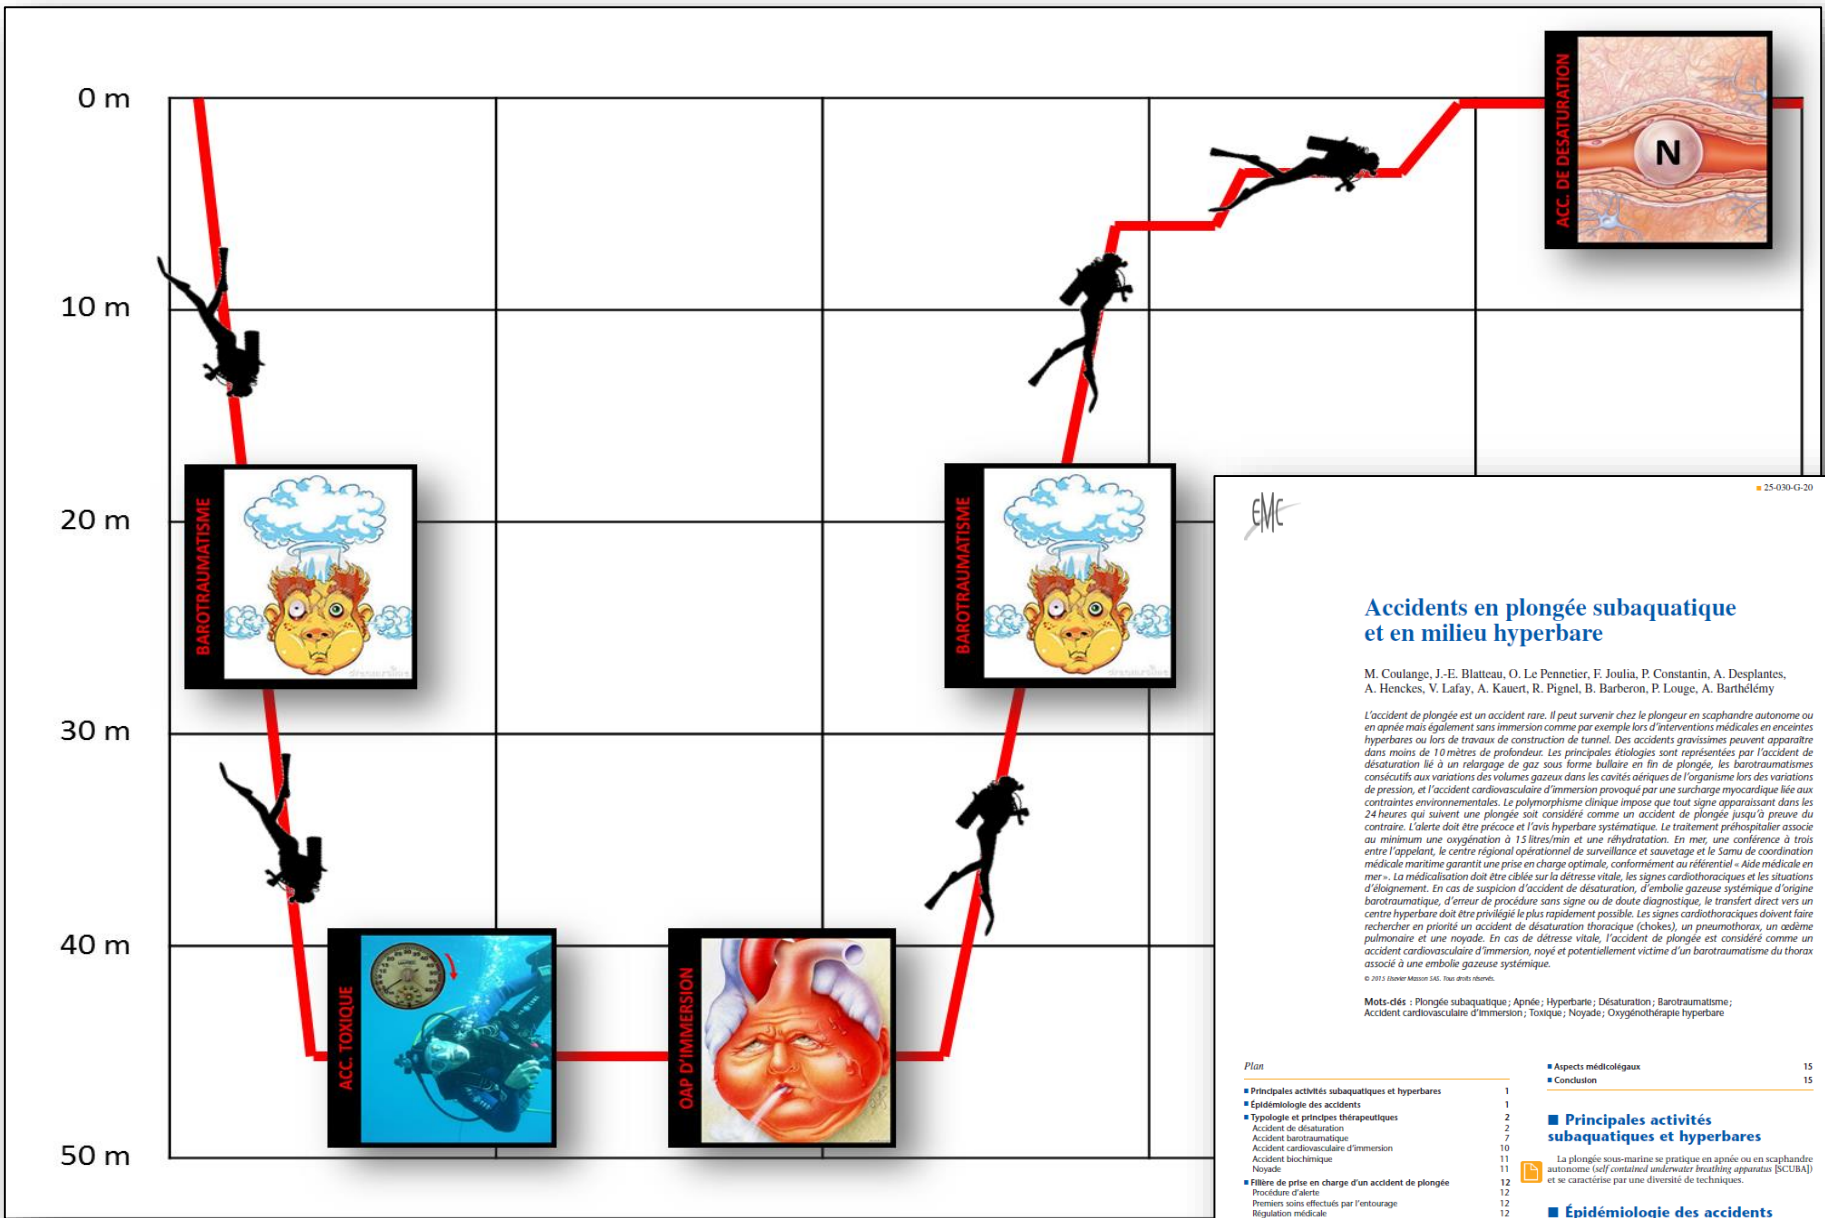 0 m
10 m
20 m
30 m
40 m
50 m
BAROTRAUMATISME
ACC. TOXIQUE
OAP D'IMMERSION
BAROTRAUMATISME
ACC. DE DESATURATION
N
EMC
25-030-G-20
Accidents en plongée subaquatique
et en milieu hyperbare
M. Coulange, J.-E. Blatteau, O. Le Pennetier, F. Joulia, P. Constantin, A. Desplantes,
A. Henckes, V. Lafay, A. Kauert, R. Pignel, B. Barberon, P. Louge, A. Barthélémy
L'accident de plongée est un accident rare. Il peut survenir chez le plongeur en scaphandre autonome ou
en apnée mais également sans immersion comme par exemple lors d'interventions médicales en enceintes
hyperbares ou lors de travaux de construction de tunnel. Des accidents gravissimes peuvent apparaître
dans moins de 10 mètres de profondeur. Les principales étiologies sont représentées par l'accident de
désaturation lié à un relargage de gaz sous forme bullaire en fin de plongée, les barotraumatismes
consécutifs aux variations des volumes gazeux dans les cavités aériques de l'organisme lors des variations
de pression, et l'accident cardiovasculaire d'immersion provoqué par une surcharge myocardique liée aux
contraintes environnementales. Le polymorphisme clinique impose que tout signe apparaissant dans les
24 heures qui suivent une plongée soit considéré comme un accident de plongée jusqu'à preuve du
contraire. L'alerte doit être précoce et l'avis hyperbare systématique. Le traitement préhospitalier associe
au minimum une oxygénation à 15 litres/min et une réhydratation. En mer, une conférence à trois
entre l'appelant, le centre régional opérationnel de surveillance et sauvetage et le Samu de coordination
médicale maritime garantit une prise en charge optimale, conformément au référentiel « Aide médicale en
mer ». La médicalisation doit être ciblée sur la détresse vitale, les signes cardiothoraciques et les situations
d'éloignement. En cas de suspicion d'accident de désaturation, d'embolie gazeuse systémique d'origine
barotraumatique, d'erreur de procédure sans signe ou de doute diagnostique, le transfert direct vers un
centre hyperbare doit être privilégié le plus rapidement possible. Les signes cardiothoraciques doivent faire
rechercher en priorité un accident de désaturation thoracique (chokes), un pneumothorax, un œdème
pulmonaire et une noyade. En cas de détresse vitale, l'accident de plongée est considéré comme un
accident cardiovasculaire d'immersion, noyé et potentiellement victime d'un barotraumatisme du thorax
associé à une embolie gazeuse systémique.
© 2015 Elsevier Masson SAS. Tous droits réservés.
Mots-clés : Plongée subaquatique ; Apnée ; Hyperbarie ; Désaturation ; Barotraumatisme ;
Accident cardiovasculaire d'immersion ; Toxique ; Noyade ; Oxygénothérapie hyperbare
Plan
■ Principales activités subaquatiques et hyperbares 1
■ Épidémiologie des accidents 1
■ Typologie et principes thérapeutiques 2
Accident de désaturation 2
Accident barotraumatique 7
Accident cardiovasculaire d'immersion 10
Accident biochimique 11
Noyade 11
■ Filière de prise en charge d'un accident de plongée 12
Procédure d'alerte 12
Premiers soins effectués par l'entourage 12
Régulation médicale 12
■ Aspects médicolégaux 15
■ Conclusion 15
■ Principales activités
subaquatiques et hyperbares
La plongée sous-marine se pratique en apnée ou en scaphandre
autonome (self contained underwater breathing apparatus [SCUBA])
et se caractérise par une diversité de techniques.
■ Épidémiologie des accidents